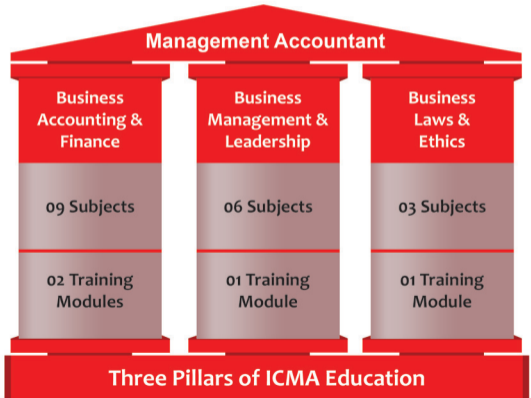 Management Accountant
Business
Accounting &
Finance
09 Subjects
02 Training
Modules
Business
Management &
Leadership
06 Subjects
01 Training
Module
Business
Laws &
Ethics
03 Subjects
01 Training
Module
Three Pillars of ICMA Education